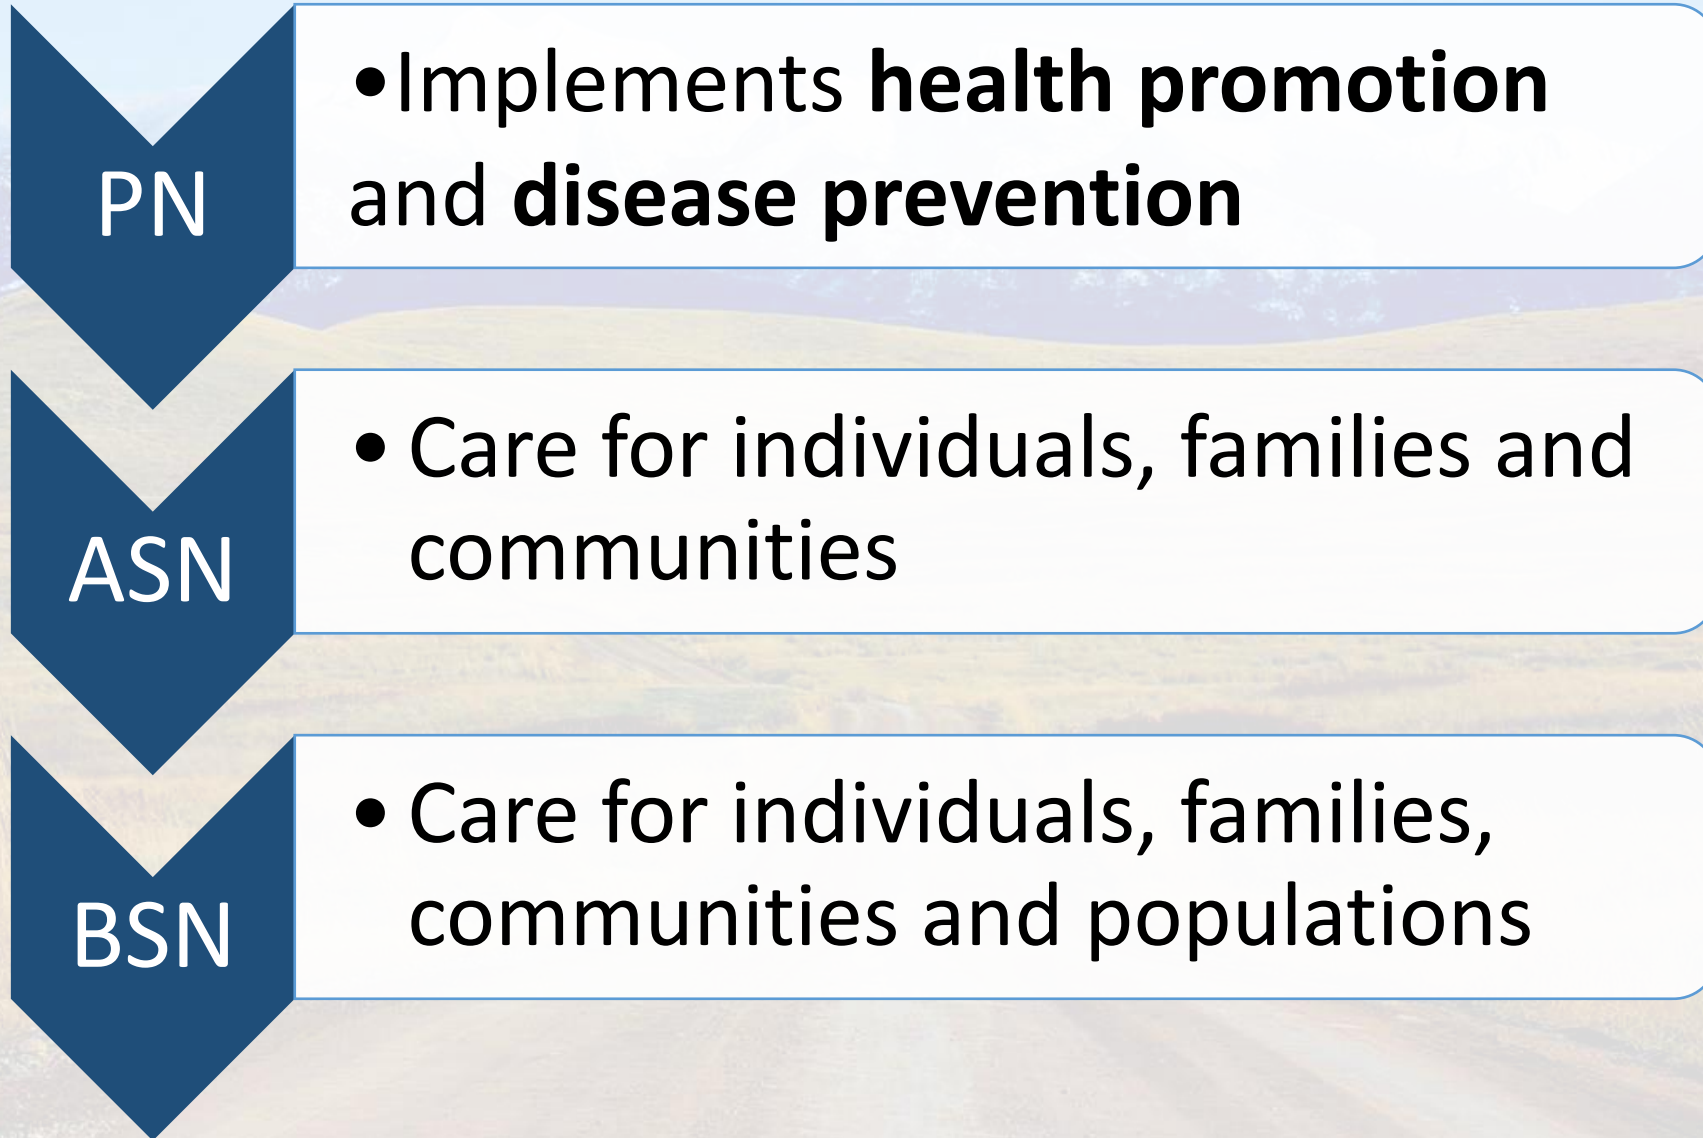 PN
•Implements health promotion
and disease prevention
ASN
• Care for individuals, families and
communities
BSN
• Care for individuals, families,
communities and populations